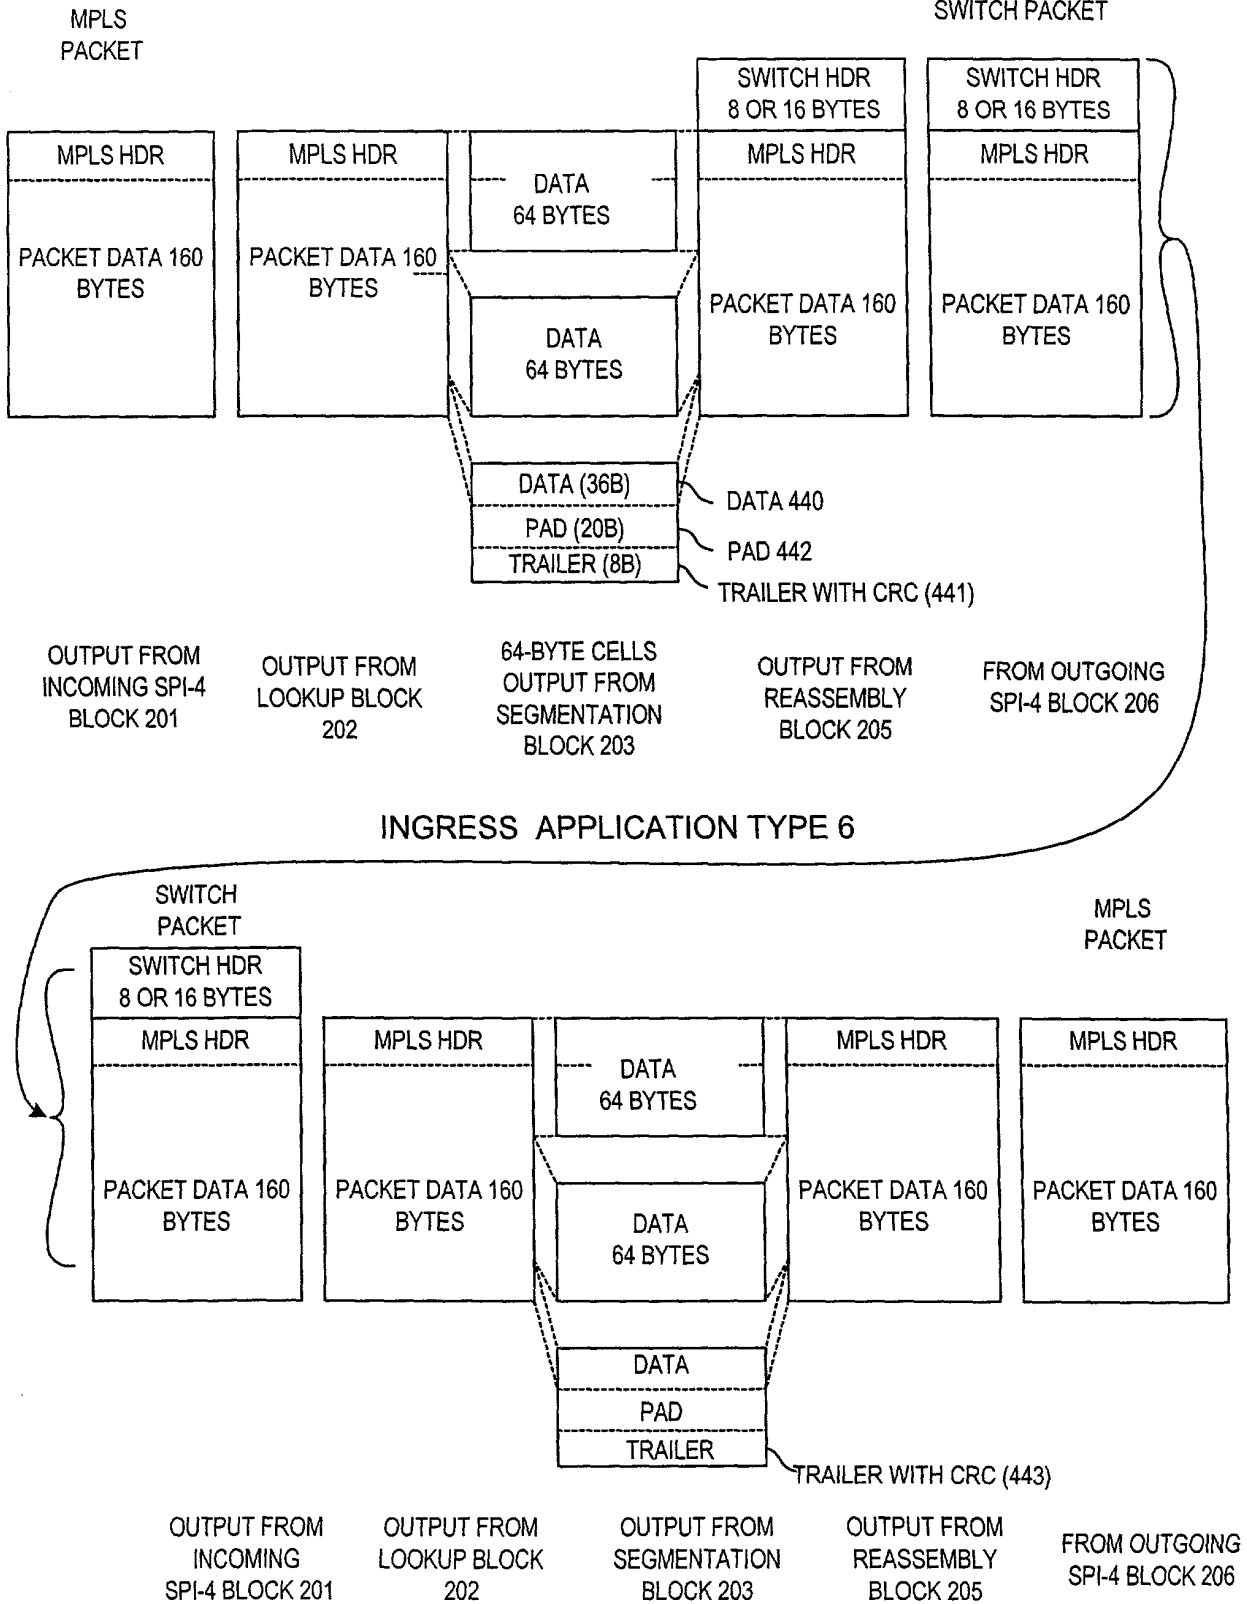 MPLS
PACKET
SWITCH PACKET
SWITCH HDR
8 OR 16 BYTES
SWITCH HDR
8 OR 16 BYTES
MPLS HDR
MPLS HDR
DATA
64 BYTES
MPLS HDR
MPLS HDR
PACKET DATA 160
BYTES
PACKET DATA 160
BYTES
DATA
64 BYTES
PACKET DATA 160
BYTES
PACKET DATA 160
BYTES
DATA (36B)
DATA 440
PAD (20B)
PAD 442
TRAILER (8B)
TRAILER WITH CRC (441)
OUTPUT FROM
INCOMING SPI-4
BLOCK 201
OUTPUT FROM
LOOKUP BLOCK
202
64-BYTE CELLS
OUTPUT FROM
SEGMENTATION
BLOCK 203
OUTPUT FROM
REASSEMBLY
BLOCK 205
FROM OUTGOING
SPI-4 BLOCK 206
INGRESS APPLICATION TYPE 6
SWITCH
PACKET
MPLS
PACKET
SWITCH HDR
8 OR 16 BYTES
MPLS HDR
MPLS HDR
DATA
64 BYTES
MPLS HDR
MPLS HDR
PACKET DATA 160
BYTES
PACKET DATA 160
BYTES
DATA
64 BYTES
PACKET DATA 160
BYTES
PACKET DATA 160
BYTES
DATA
PAD
TRAILER
TRAILER WITH CRC (443)
OUTPUT FROM
INCOMING
SPI-4 BLOCK 201
OUTPUT FROM
LOOKUP BLOCK
202
OUTPUT FROM
SEGMENTATION
BLOCK 203
OUTPUT FROM
REASSEMBLY
BLOCK 205
FROM OUTGOING
SPI-4 BLOCK 206